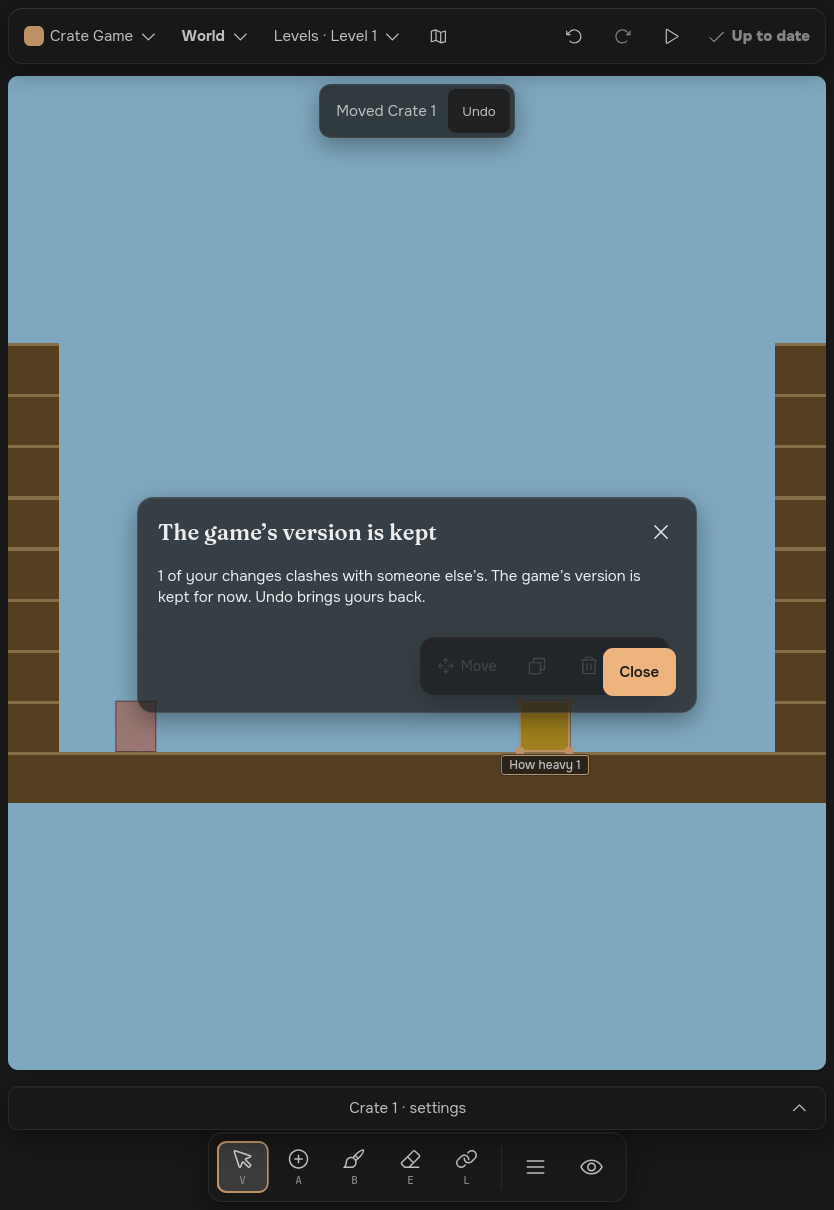 Crate Game World Levels · Level 1 Up to date
Moved Crate 1 Undo
The game’s version is kept
1 of your changes clashes with someone else’s. The game’s version is
kept for now. Undo brings yours back.
Move Close
How heavy 1
Crate 1 · settings
V A B E L